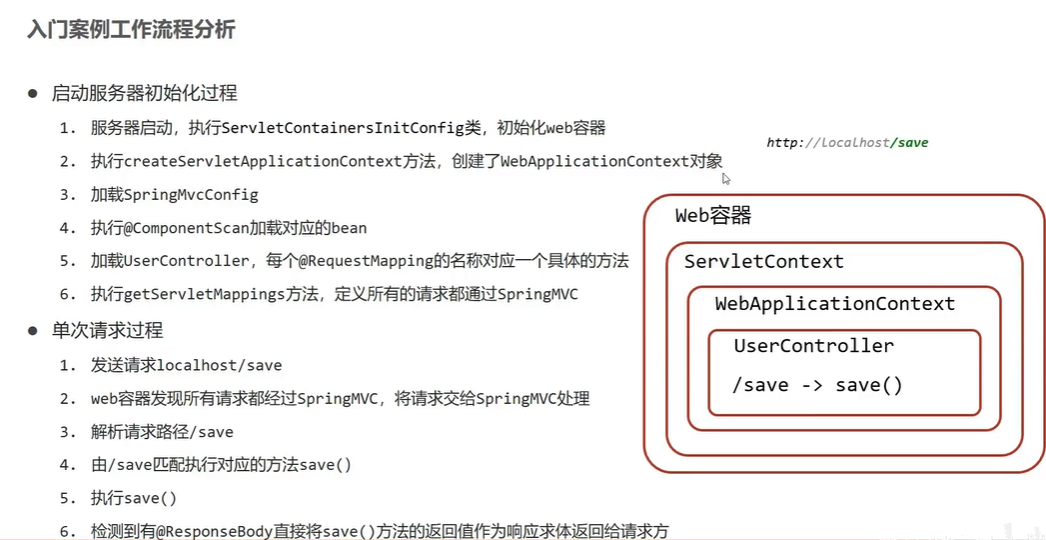 入门案例工作流程分析
● 启动服务器初始化过程
1. 服务器启动，执行ServletContainersInitConfig类，初始化web容器
2. 执行createServletApplicationContext方法，创建了WebApplicationContext对象
3. 加载SpringMvcConfig
4. 执行@ComponentScan加载对应的bean
5. 加载UserController，每个@RequestMapping的名称对应一个具体的方法
6. 执行getServletMappings方法，定义所有的请求都通过SpringMVC
● 单次请求过程
1. 发送请求localhost/save
2. web容器发现所有请求都经过SpringMVC，将请求交给SpringMVC处理
3. 解析请求路径/save
4. 由/save匹配执行对应的方法save()
5. 执行save()
6. 检测到有@ResponseBody直接将save()方法的返回值作为响应求体返回给请求方
http://localhost/save
Web容器
ServletContext
WebApplicationContext
UserController
/save -> save()